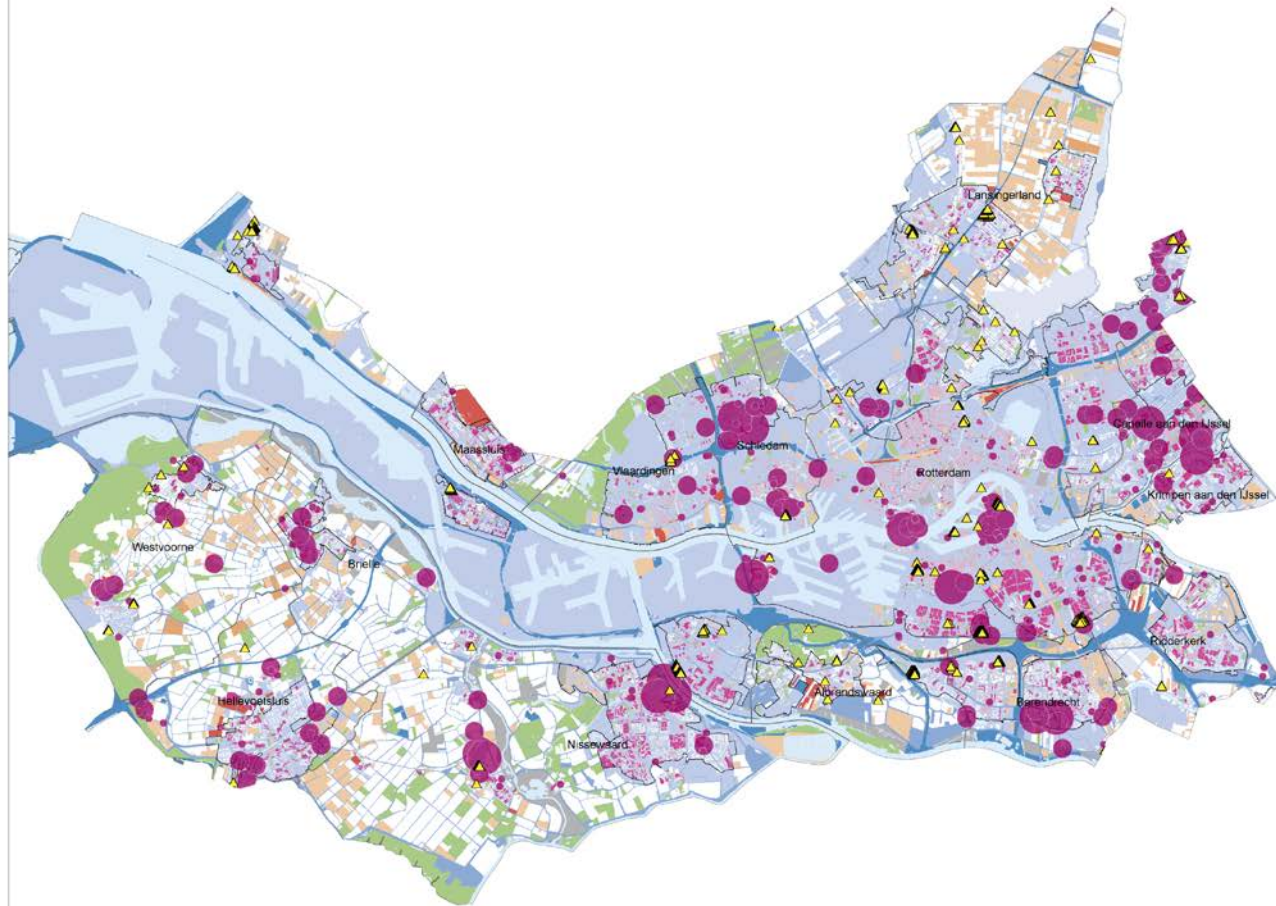 Lansingerland
Capelle aan den IJssel
Schiedam
Maassluis
Vlaardingen
Rotterdam
Krimpen aan den IJssel
Westvoorne
Brielle
Ridderkerk
Albrandswaard
Hellevoetsluis
Barendrecht
Nissewaard